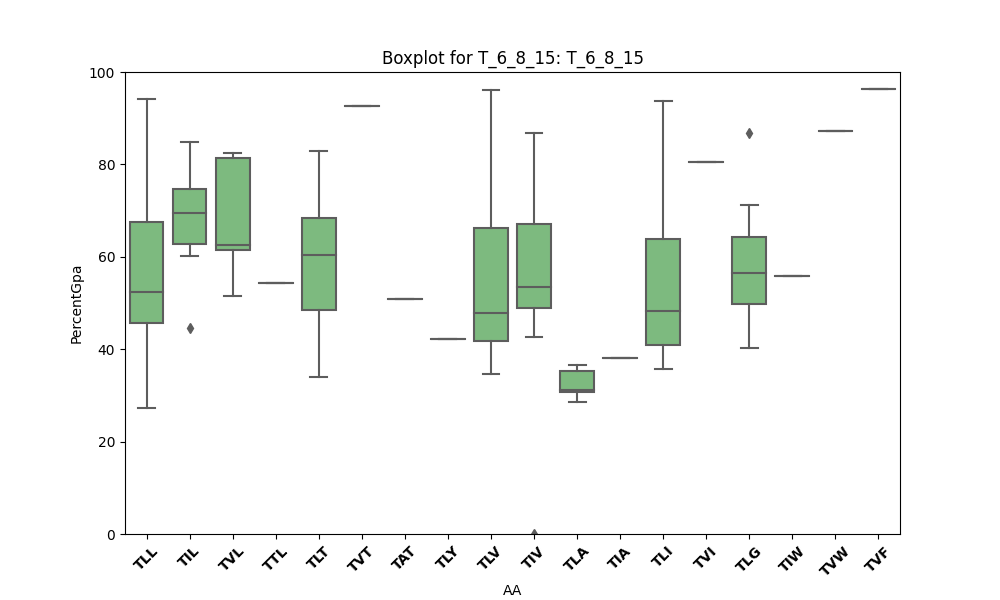 Boxplot for T_6_8_15: T_6_8_15
100
80
60
40
20
0
PercentGpa
TLL TIL TVL TTL TLT TVT TAT TLY TLV TIV TLA TIA TLI TVI TLG TIW TVW TVF
AA